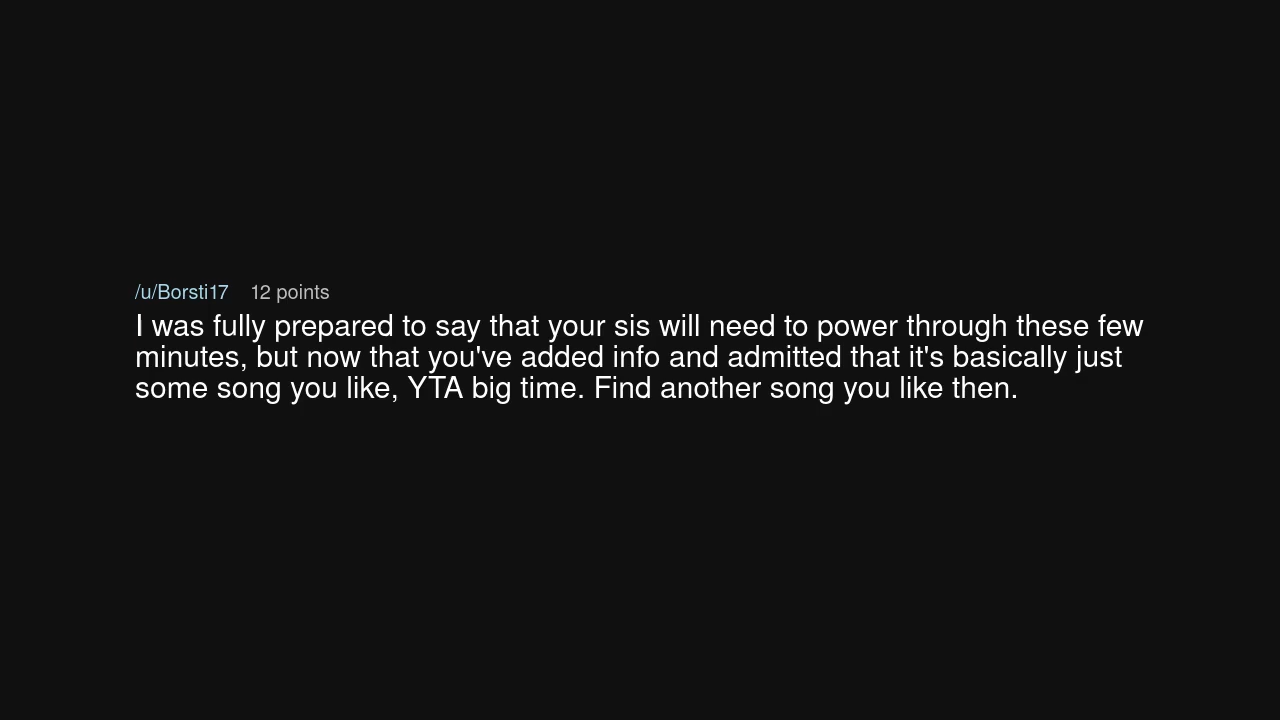 /u/Borsti17 12 points
I was fully prepared to say that your sis will need to power through these few
minutes, but now that you've added info and admitted that it's basically just
some song you like, YTA big time. Find another song you like then.